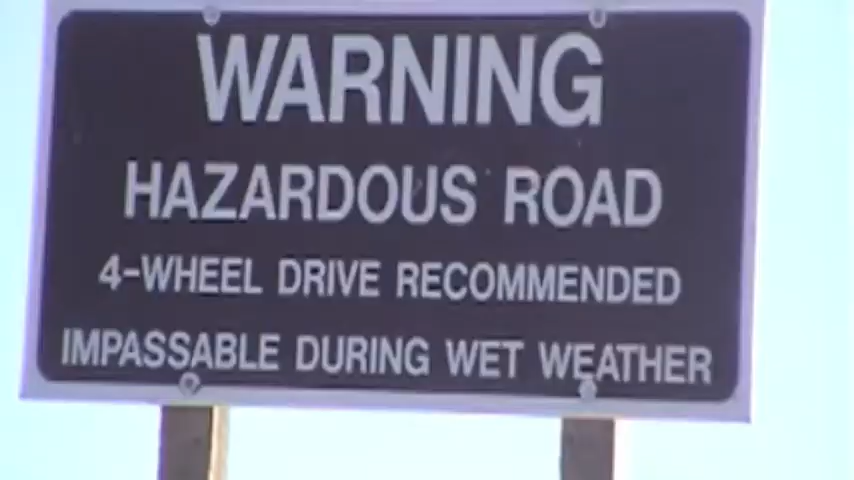 WARNING
HAZARDOUS ROAD
4-WHEEL DRIVE RECOMMENDED
IMPASSABLE DURING WET WEATHER